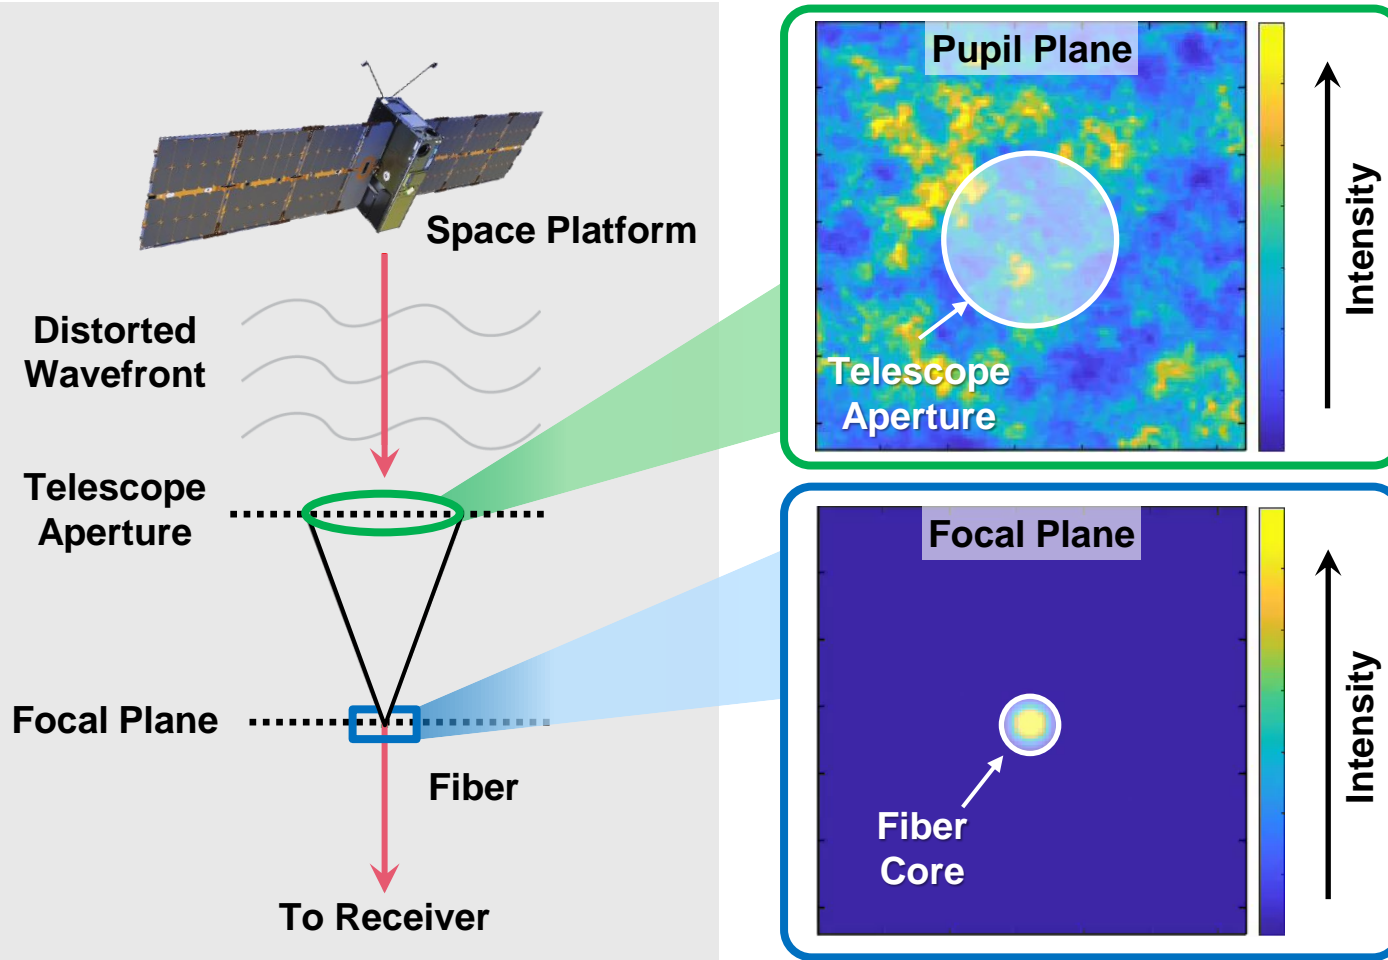 Space Platform
Distorted
Wavefront
Telescope
Aperture
Focal Plane
Fiber
To Receiver
Pupil Plane
Telescope
Aperture
Intensity
Focal Plane
Fiber
Core
Intensity